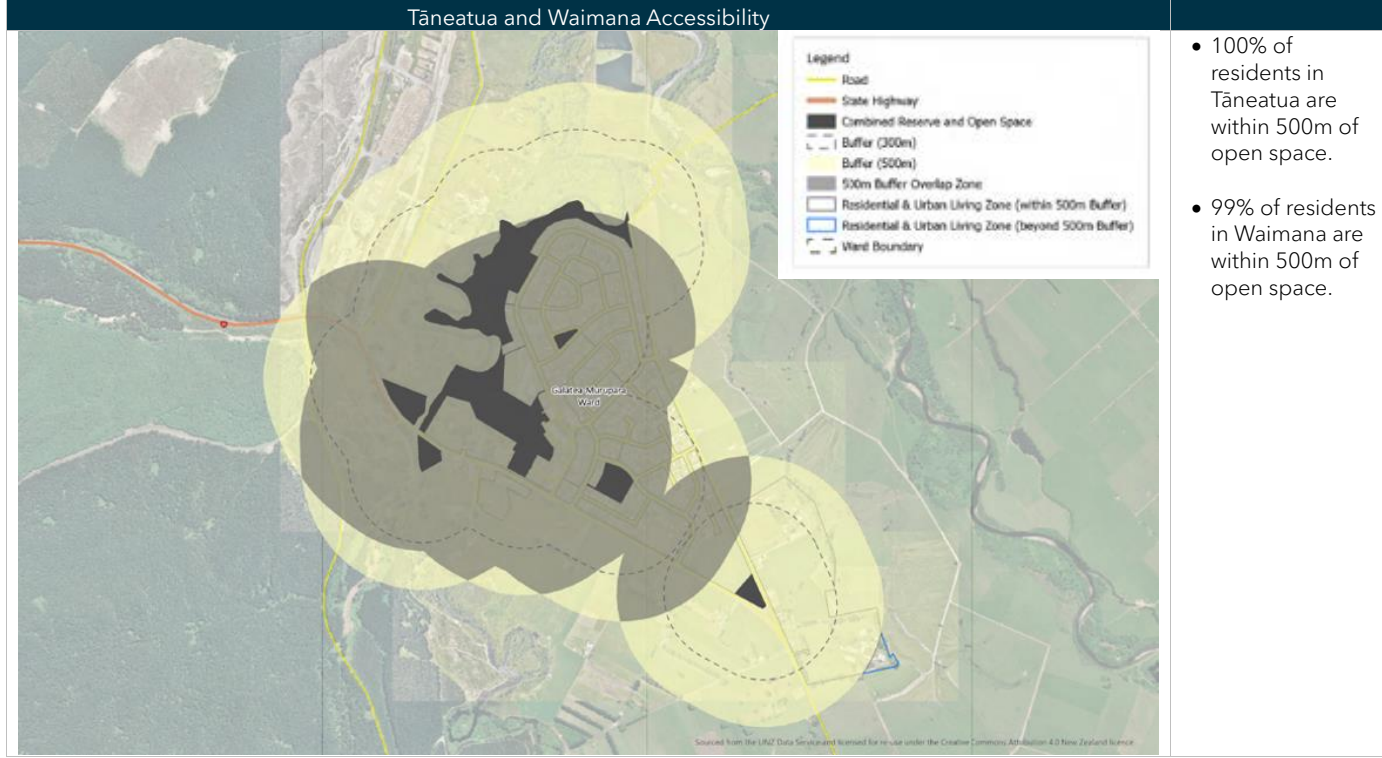 Tāneatua and Waimana Accessibility
Legend
Road
State Highway
Combined Reserve and Open Space
Buffer (300m)
Buffer (500m)
500m Buffer Overlap Zone
Residential & Urban Living Zone (within 500m Buffer)
Residential & Urban Living Zone (beyond 500m Buffer)
Ward Boundary
Galatea-Murupara
Ward
Sourced from the LINZ Data Service and licensed for re-use under the Creative Commons Attribution 4.0 New Zealand licence
• 100% of
residents in
Tāneatua are
within 500m of
open space.
• 99% of residents
in Waimana are
within 500m of
open space.